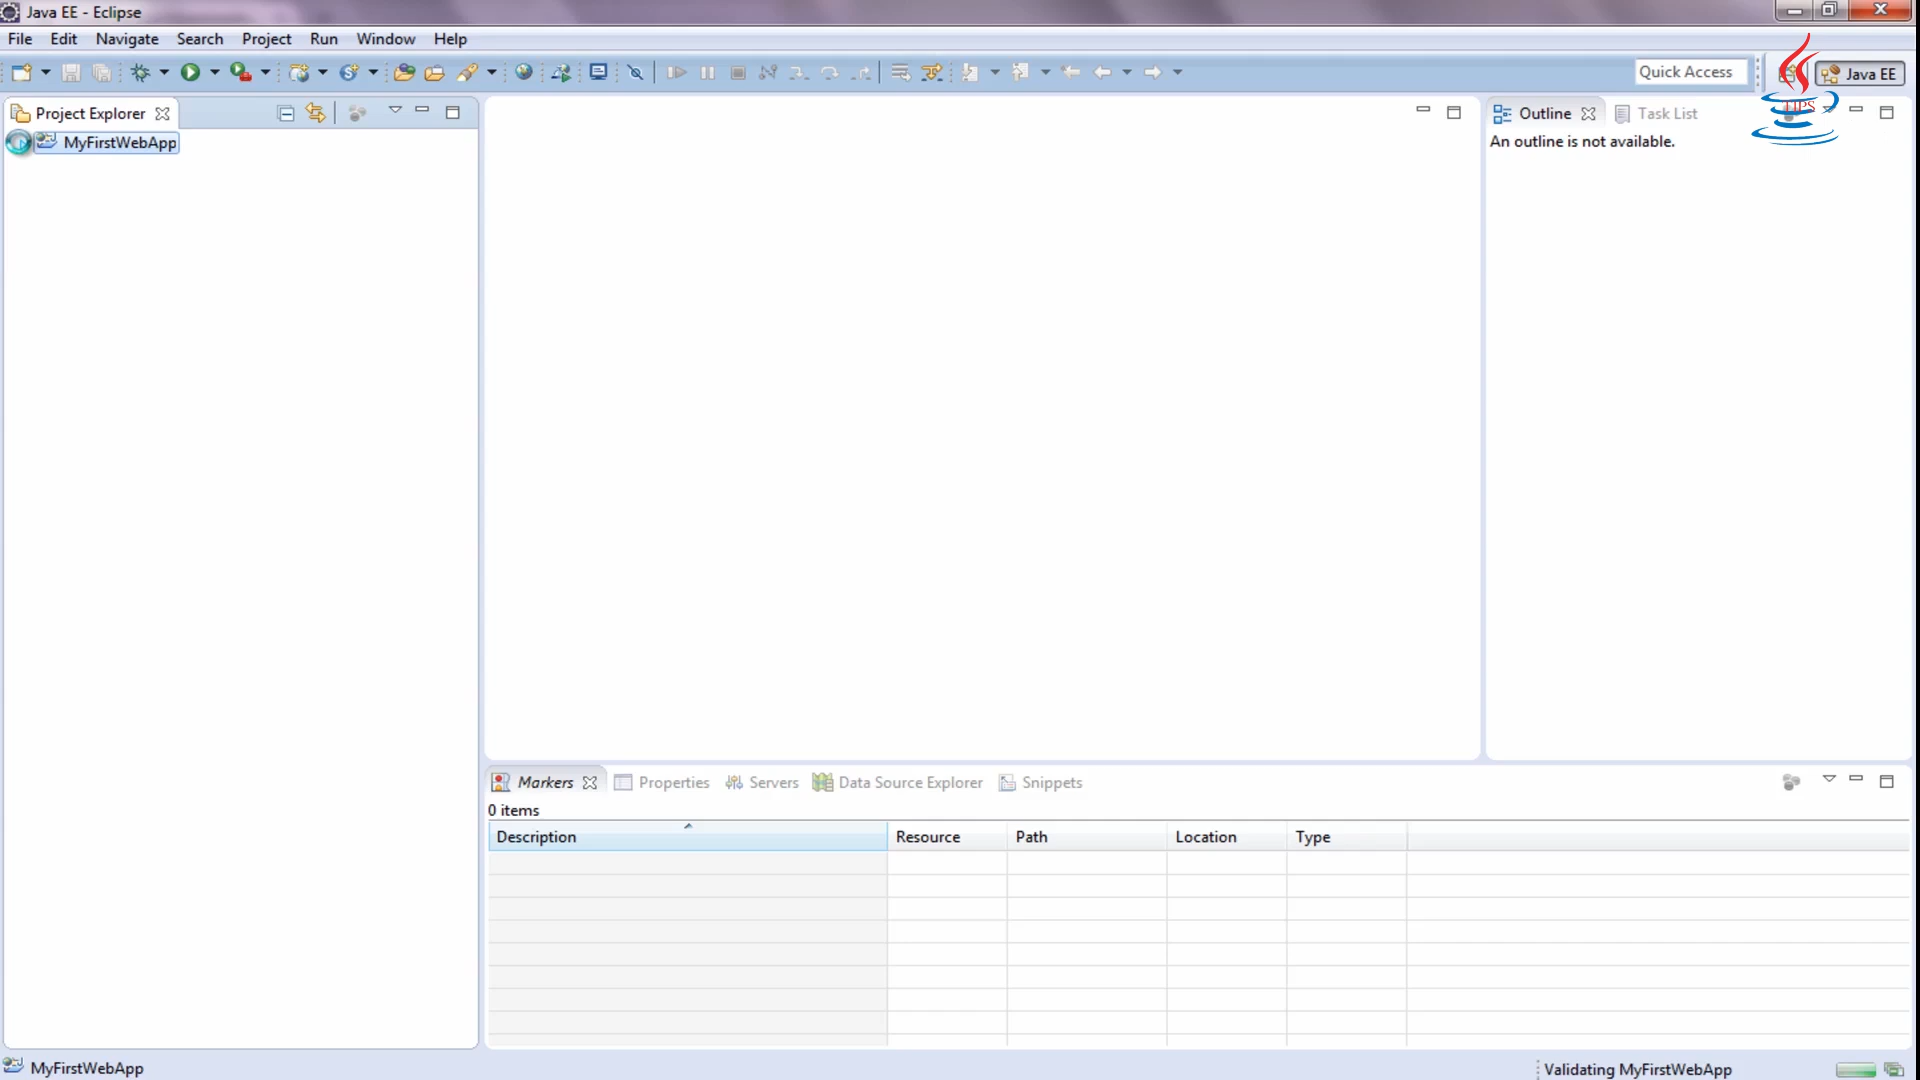 Java EE - Eclipse
File Edit Navigate Search Project Run Window Help
Quick Access
Java EE
Project Explorer
Outline
Task List
TIPS
MyFirstWebApp
An outline is not available.
Markers
Properties
Servers
Data Source Explorer
Snippets
0 items
Description
Resource
Path
Location
Type
MyFirstWebApp
Validating MyFirstWebApp